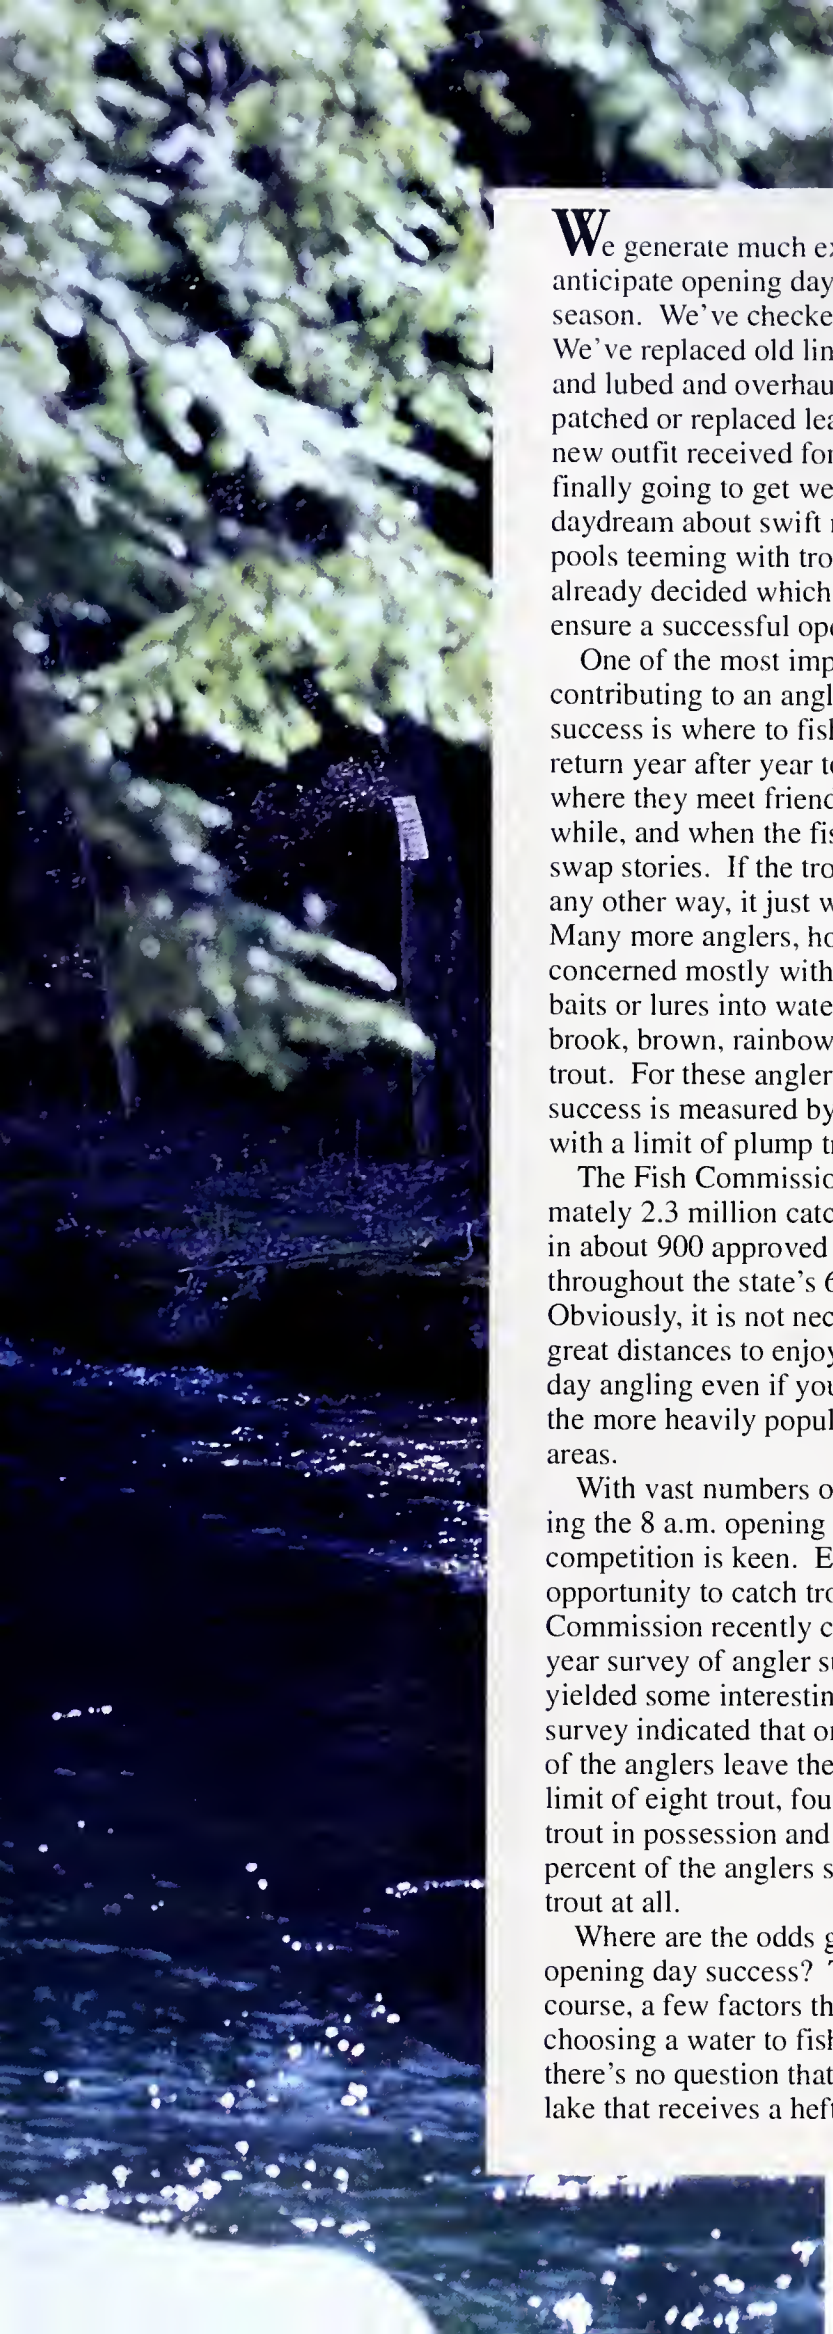 We generate much ex
anticipate opening day
season. We've checke
We've replaced old lin
and lubed and overhau
patched or replaced lea
new outfit received for
finally going to get we
daydream about swift r
pools teeming with tro
already decided which
ensure a successful ope
One of the most imp
contributing to an angl
success is where to fish
return year after year to
where they meet friend
while, and when the fis
swap stories. If the tro
any other way, it just w
Many more anglers, ho
concerned mostly with
baits or lures into wate
brook, brown, rainbow
trout. For these angler
success is measured by
with a limit of plump tr
The Fish Commissio
mately 2.3 million catc
in about 900 approved
throughout the state's 6
Obviously, it is not nec
great distances to enjoy
day angling even if you
the more heavily popul
areas.
With vast numbers o
ing the 8 a.m. opening
competition is keen. E
opportunity to catch tro
Commission recently c
year survey of angler su
yielded some interestin
survey indicated that on
of the anglers leave the
limit of eight trout, fou
trout in possession and
percent of the anglers s
trout at all.
Where are the odds g
opening day success? T
course, a few factors th
choosing a water to fish
there's no question that
lake that receives a heft